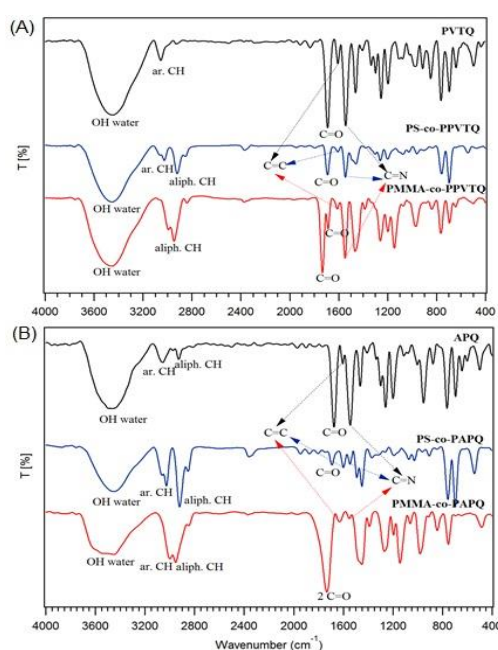 (A)
PVTQ
ar. CH
OH water
C=O
PS-co-PPVTQ
ar. CH
aliph. CH
C=C
C=O
C=N
OH water
PMMA-co-PPVTQ
aliph. CH
C=O
OH water
C=O
T [%]
4000 3600 3200 2800 2400 2000 1600 1200 800 400
(B)
APQ
ar. CH
aliph. CH
OH water
C=C
C=O
PS-co-PAPQ
C=O
C=N
ar. CH
OH water
aliph. CH
PMMA-co-PAPQ
OH water
ar. CH
aliph. CH
2 C=O
T [%]
4000 3600 3200 2800 2400 2000 1600 1200 800 400
Wavenumber (cm⁻¹)